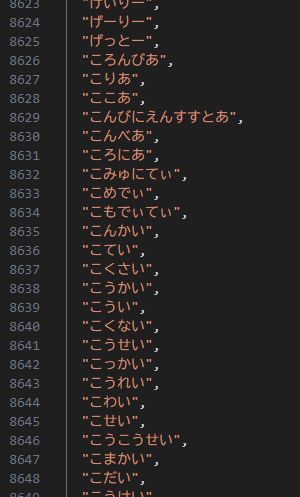 8623 "げいりー",
8624 "げーりー",
8625 "げっとー",
8626 "ころんびあ",
8627 "こりあ",
8628 "ここあ",
8629 "こんびにえんすすとあ",
8630 "こんべあ",
8631 "ころにあ",
8632 "こみゅにてぃ",
8633 "こめでぃ",
8634 "こもでぃてぃ",
8635 "こんかい",
8636 "こてい",
8637 "こくさい",
8638 "こうかい",
8639 "こうい",
8640 "こくない",
8641 "こうせい",
8642 "こっかい",
8643 "こうれい",
8644 "こわい",
8645 "こせい",
8646 "こうこうせい",
8647 "こまかい",
8648 "こだい",
8649